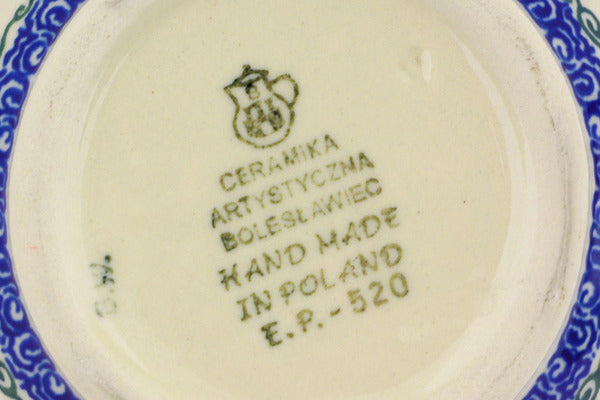 CERAMIKA
ARTYSTYCZNA
BOLESŁAWIEC
HAND MADE
IN POLAND
E.P.-520